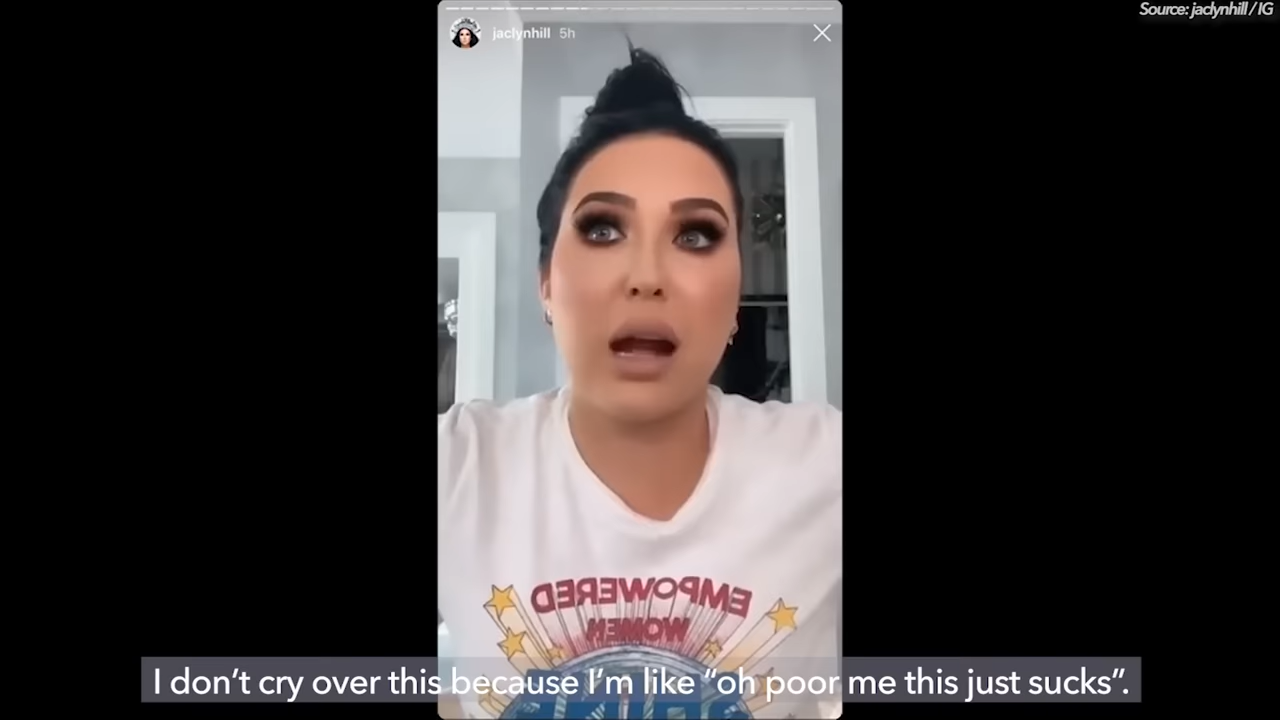 Source: jaclynhill / IG
jaclynhill 5h
EMPOWERED
WOMEN
I don’t cry over this because I’m like “oh poor me this just sucks”.